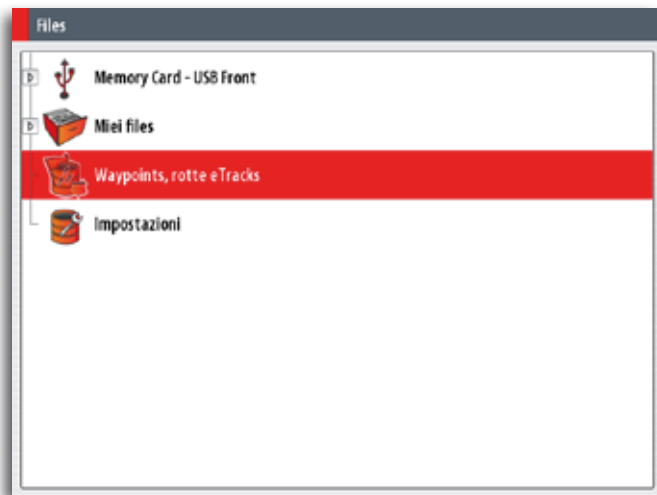 Files
Memory Card - USB Front
Miei files
Waypoints, rotte eTracks
Impostazioni